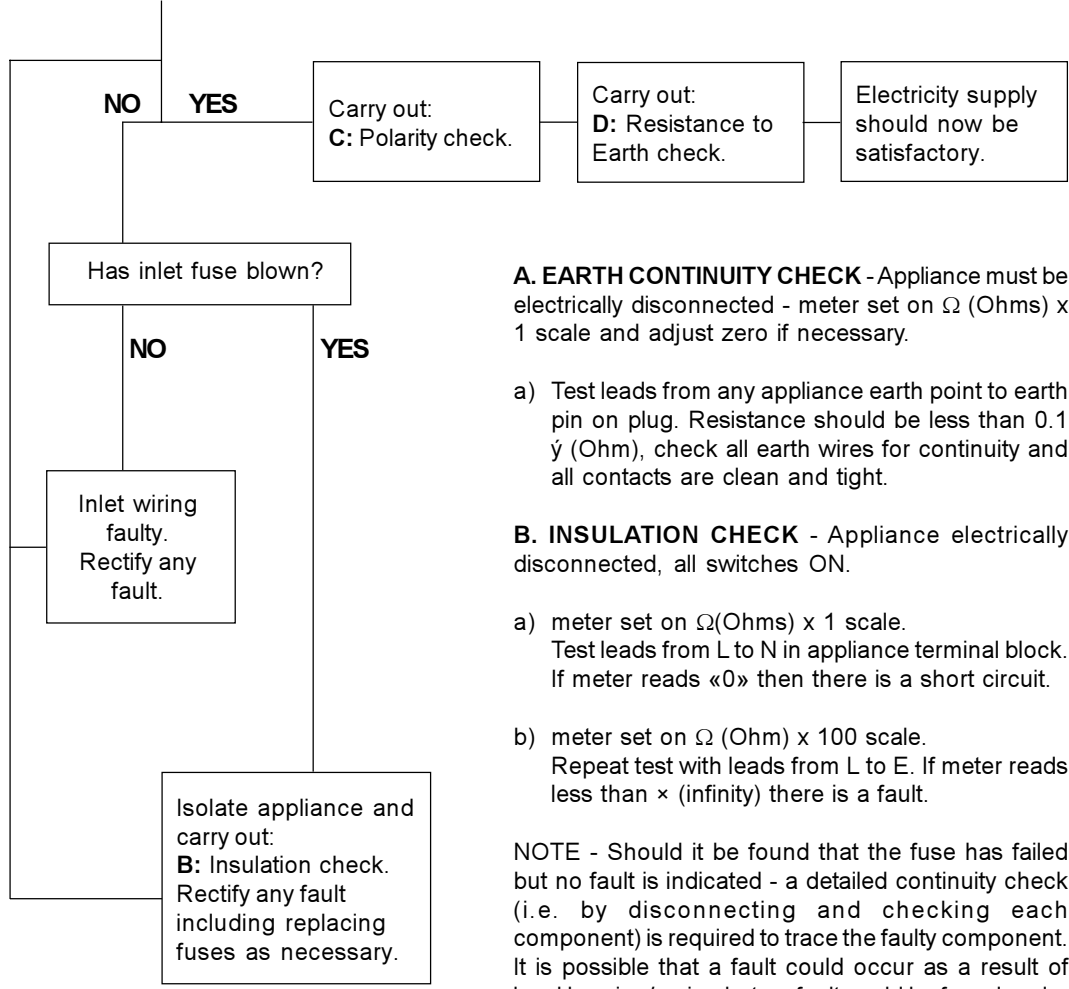 NO YES
Carry out:
C: Polarity check.
Carry out:
D: Resistance to
Earth check.
Electricity supply
should now be
satisfactory.
Has inlet fuse blown?
NO
YES
Inlet wiring
faulty.
Rectify any
fault.
Isolate appliance and
carry out:
B: Insulation check.
Rectify any fault
including replacing
fuses as necessary.
A. EARTH CONTINUITY CHECK - Appliance must be
electrically disconnected - meter set on Ω (Ohms) x
1 scale and adjust zero if necessary.
a) Test leads from any appliance earth point to earth
pin on plug. Resistance should be less than 0.1
ý (Ohm), check all earth wires for continuity and
all contacts are clean and tight.
B. INSULATION CHECK - Appliance electrically
disconnected, all switches ON.
a) meter set on Ω(Ohms) x 1 scale.
Test leads from L to N in appliance terminal block.
If meter reads «0» then there is a short circuit.
b) meter set on Ω (Ohm) x 100 scale.
Repeat test with leads from L to E. If meter reads
less than × (infinity) there is a fault.
NOTE - Should it be found that the fuse has failed
but no fault is indicated - a detailed continuity check
(i.e. by disconnecting and checking each
component) is required to trace the faulty component.
It is possible that a fault could occur as a result of